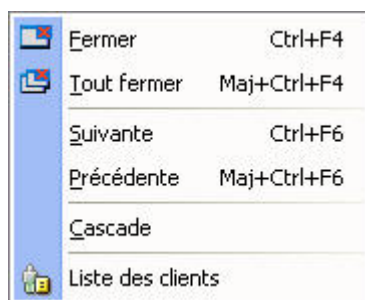 Fermer Ctrl+F4
Tout fermer Maj+Ctrl+F4
Suivante Ctrl+F6
Précédente Maj+Ctrl+F6
Cascade
Liste des clients